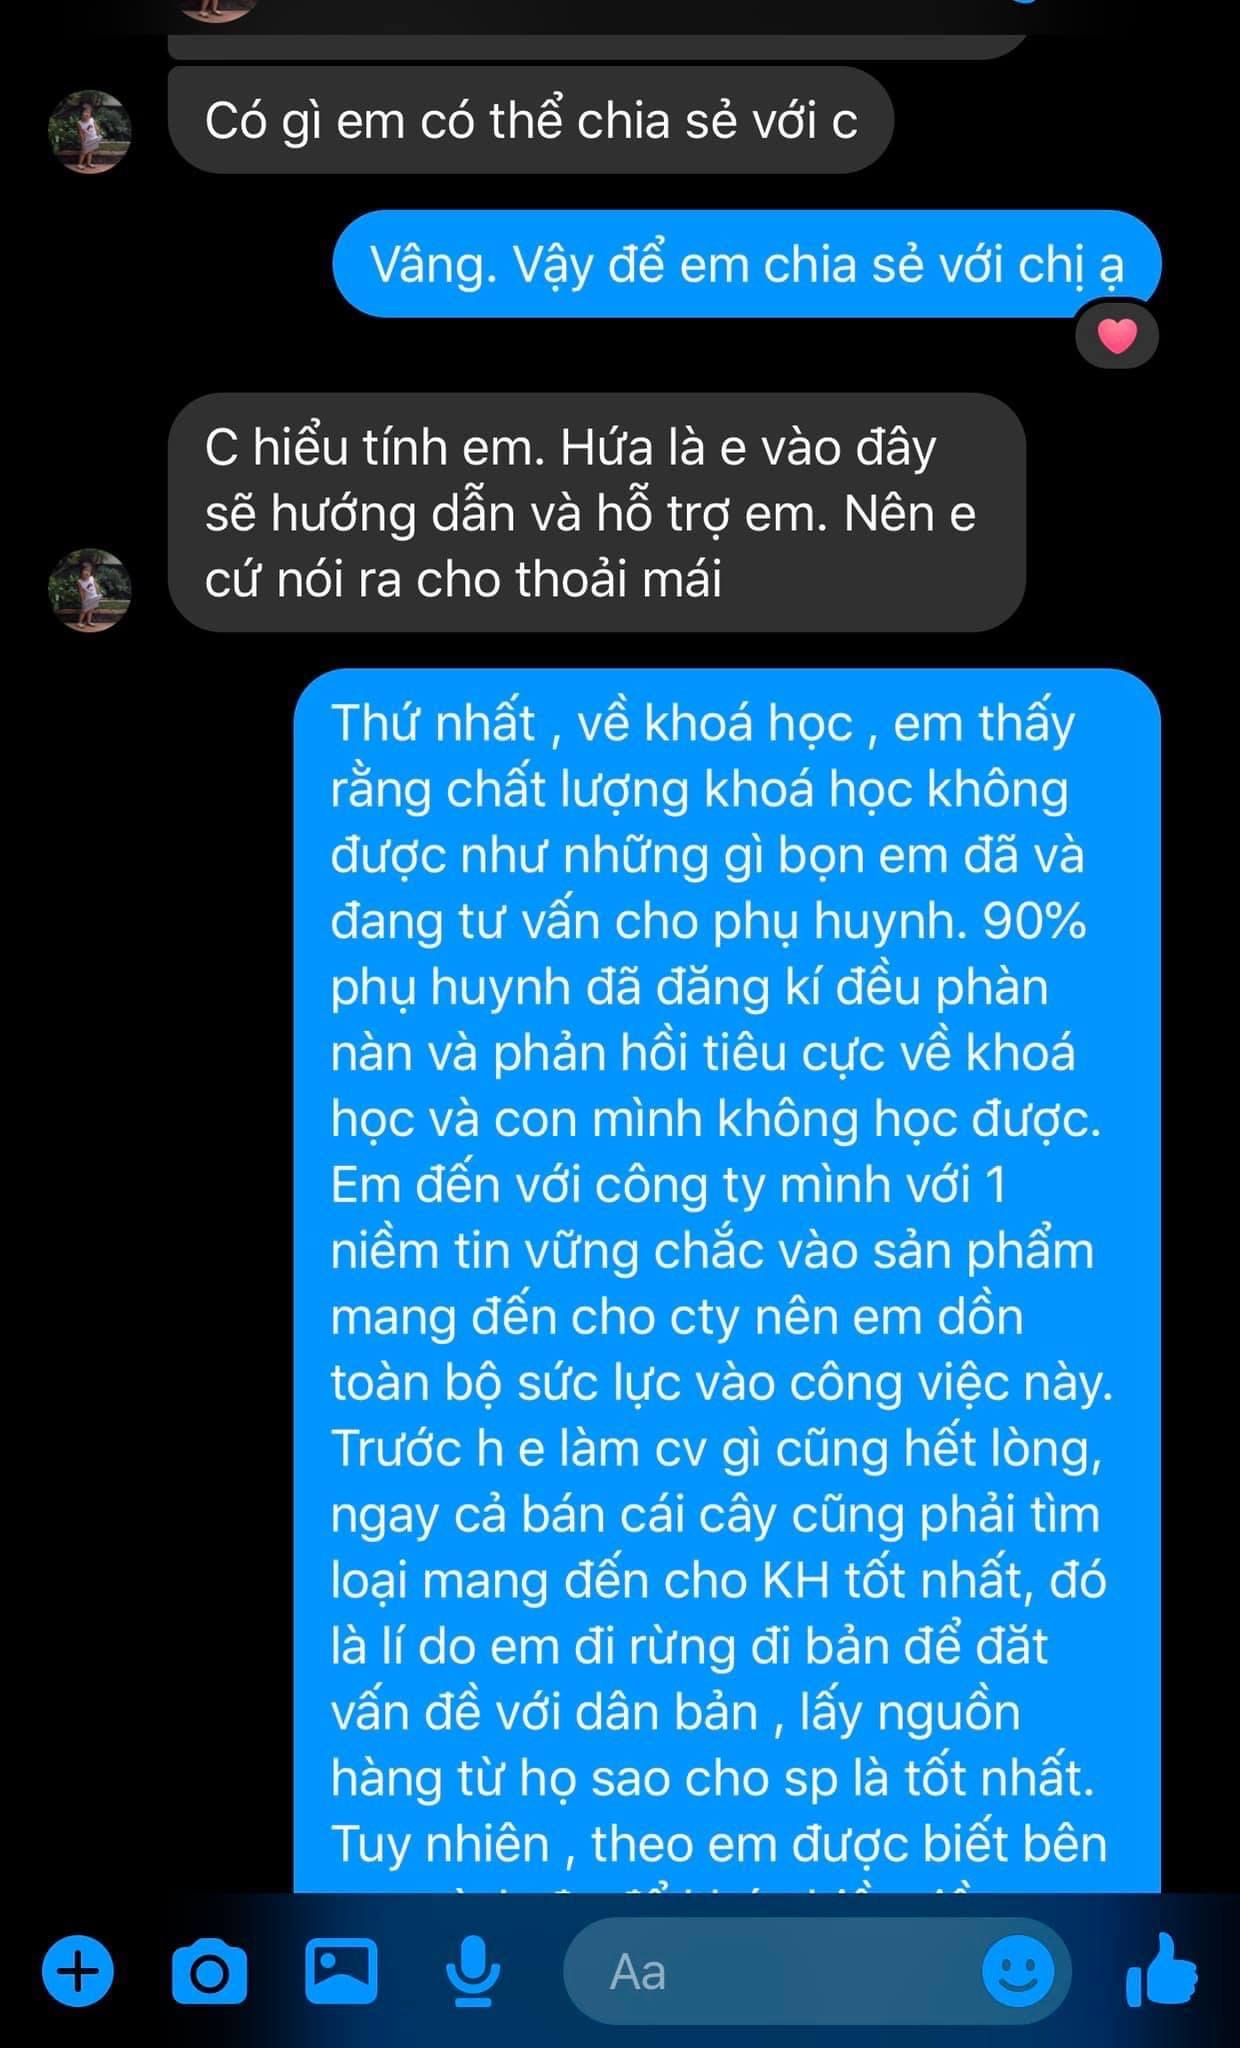 Có gì em có thể chia sẻ với c
Vâng. Vậy để em chia sẻ với chị ạ
C hiểu tính em. Hứa là e vào đây
sẽ hướng dẫn và hỗ trợ em. Nên e
cứ nói ra cho thoải mái
Thứ nhất , về khoá học , em thấy
rằng chất lượng khoá học không
được như những gì bọn em đã và
đang tư vấn cho phụ huynh. 90%
phụ huynh đã đăng kí đều phàn
nàn và phản hồi tiêu cực về khoá
học và con mình không học được.
Em đến với công ty mình với 1
niềm tin vững chắc vào sản phẩm
mang đến cho cty nên em dồn
toàn bộ sức lực vào công việc này.
Trước h e làm cv gì cũng hết lòng,
ngay cả bán cái cây cũng phải tìm
loại mang đến cho KH tốt nhất, đó
là lí do em đi rừng đi bản để đăt
vấn đề với dân bản , lấy nguồn
hàng từ họ sao cho sp là tốt nhất.
Tuy nhiên , theo em được biết bên
Aa